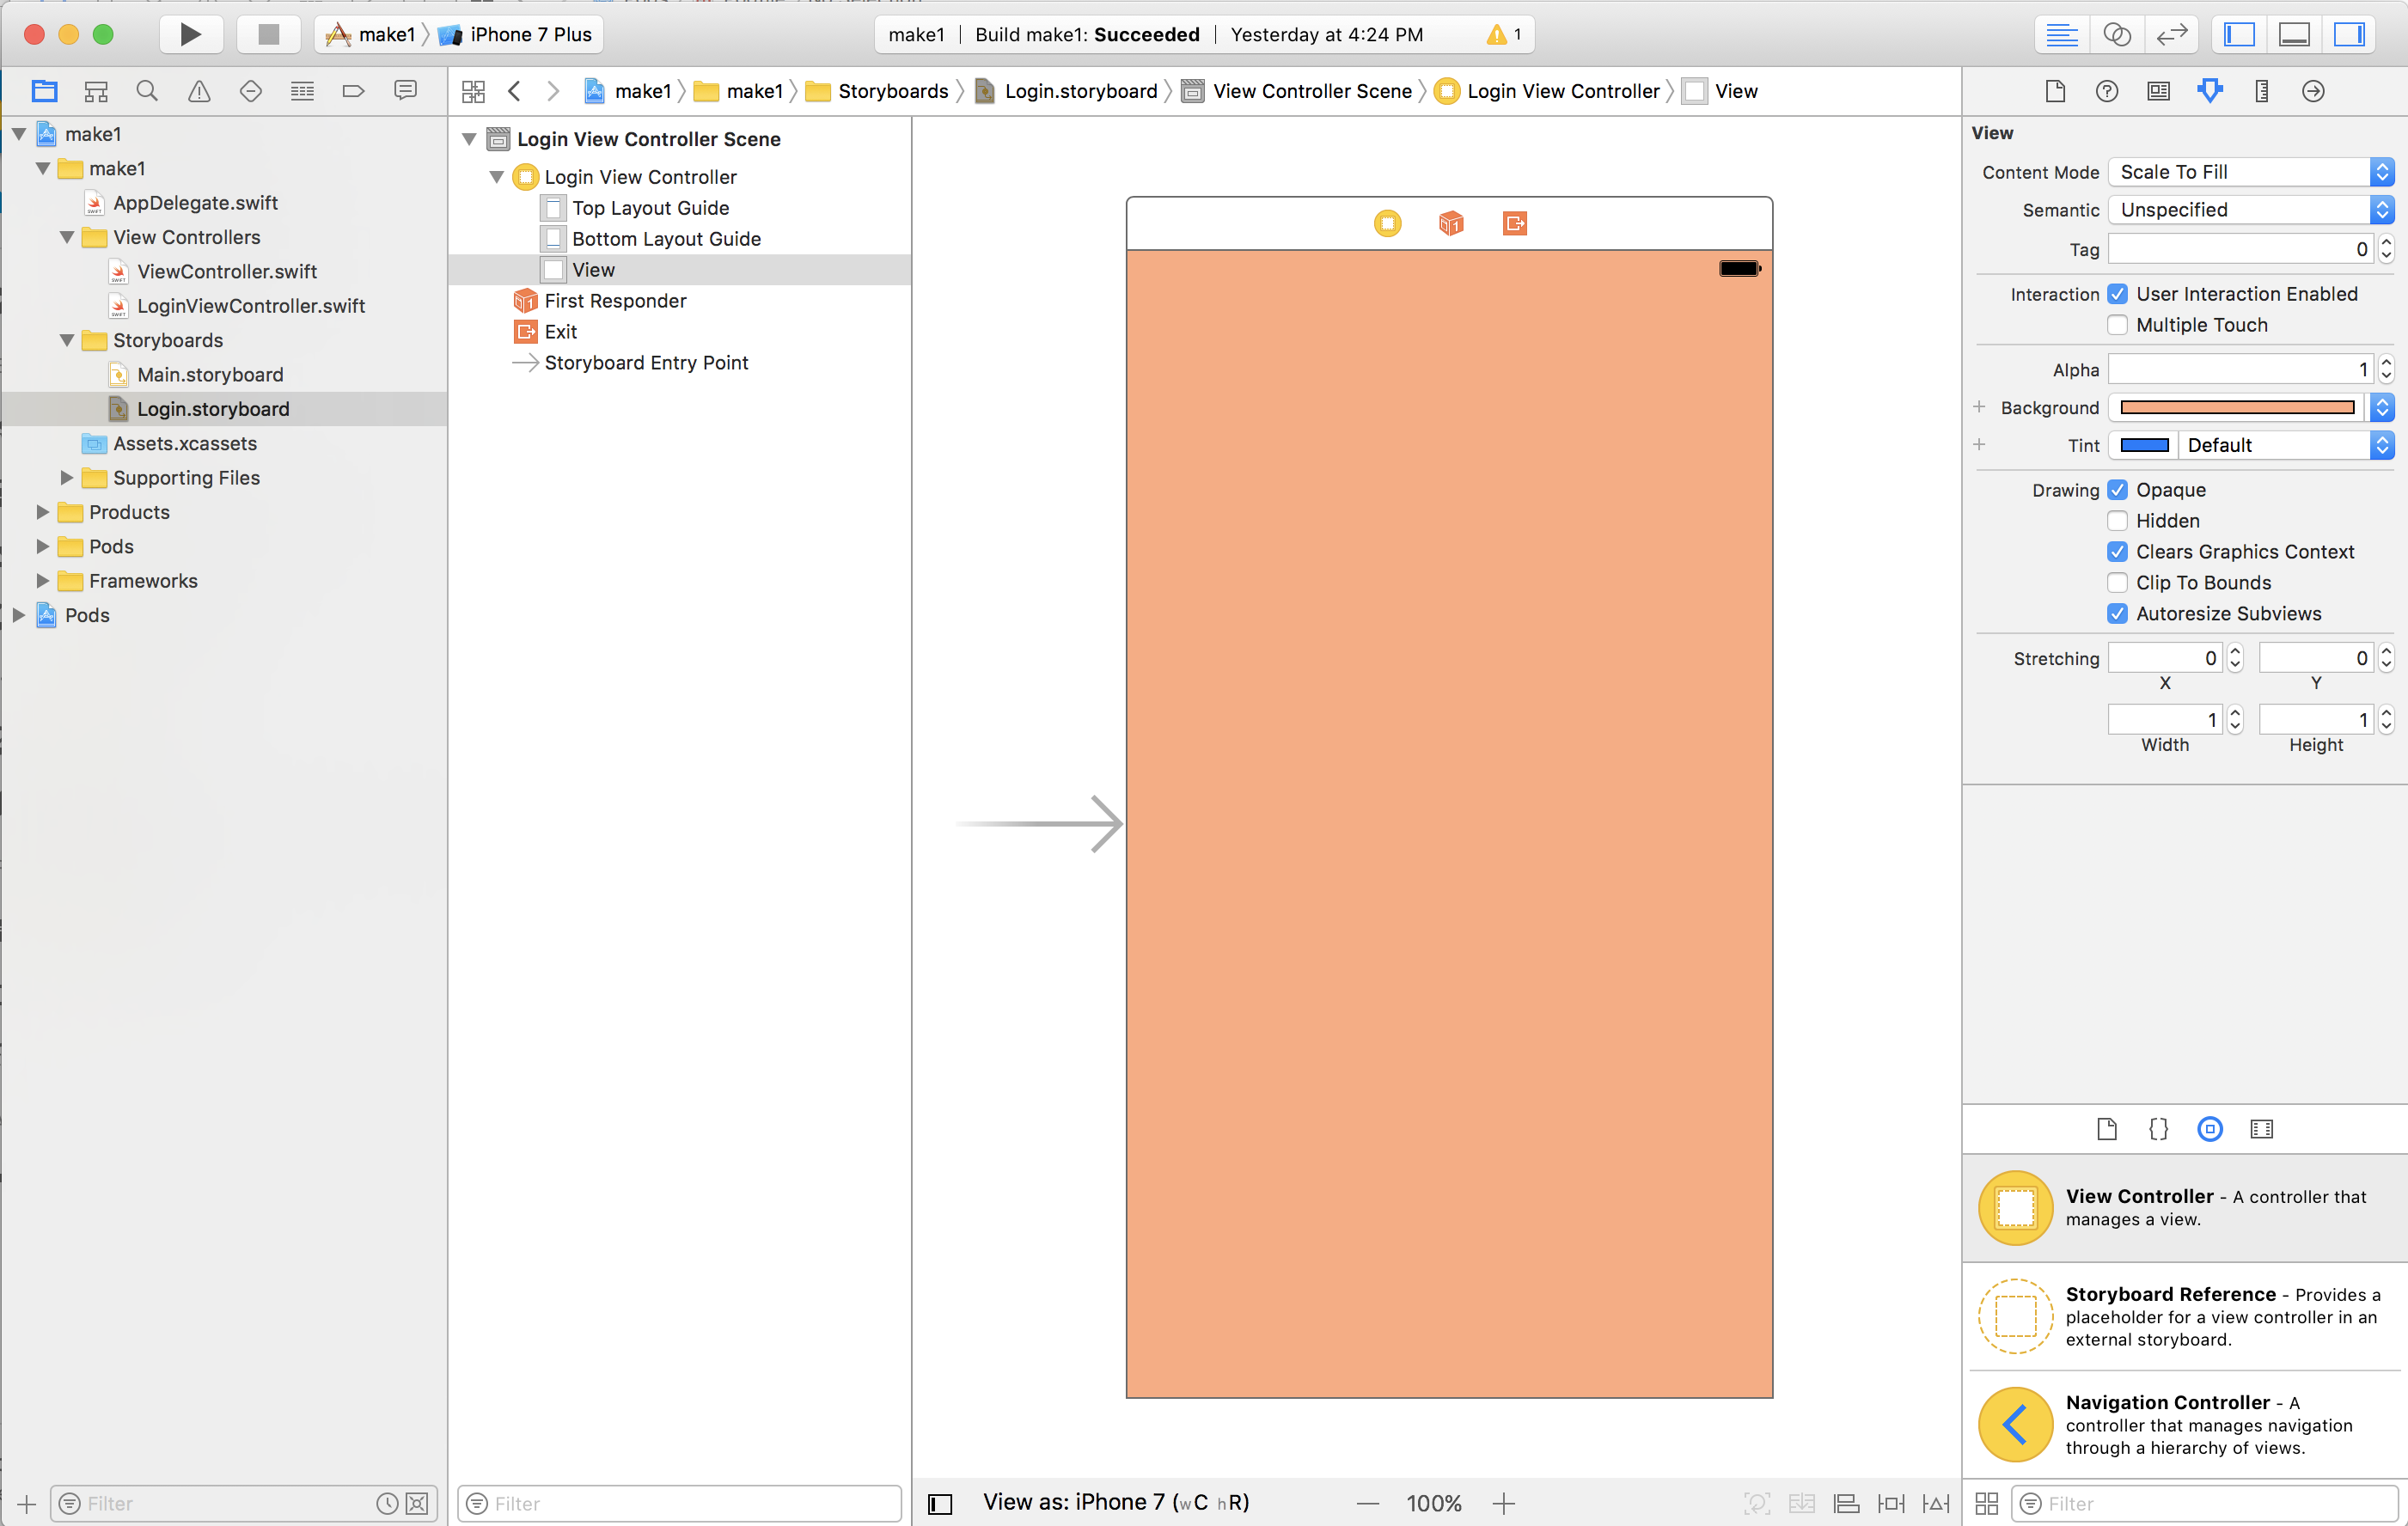 make1 iPhone 7 Plus
make1 | Build make1: Succeeded | Yesterday at 4:24 PM 1
make1 make1 Storyboards Login.storyboard View Controller Scene Login View Controller View
make1
make1
AppDelegate.swift
View Controllers
ViewController.swift
LoginViewController.swift
Storyboards
Main.storyboard
Login.storyboard
Assets.xcassets
Supporting Files
Products
Pods
Frameworks
Pods
Filter
Login View Controller Scene
Login View Controller
Top Layout Guide
Bottom Layout Guide
View
First Responder
Exit
Storyboard Entry Point
Filter
View as: iPhone 7 (wC hR)
100%
View
Content Mode Scale To Fill
Semantic Unspecified
Tag 0
Interaction User Interaction Enabled
Multiple Touch
Alpha 1
Background
Tint Default
Drawing Opaque
Hidden
Clears Graphics Context
Clip To Bounds
Autoresize Subviews
Stretching 0 0
X Y
1 1
Width Height
View Controller - A controller that
manages a view.
Storyboard Reference - Provides a
placeholder for a view controller in an
external storyboard.
Navigation Controller - A
controller that manages navigation
through a hierarchy of views.
Filter